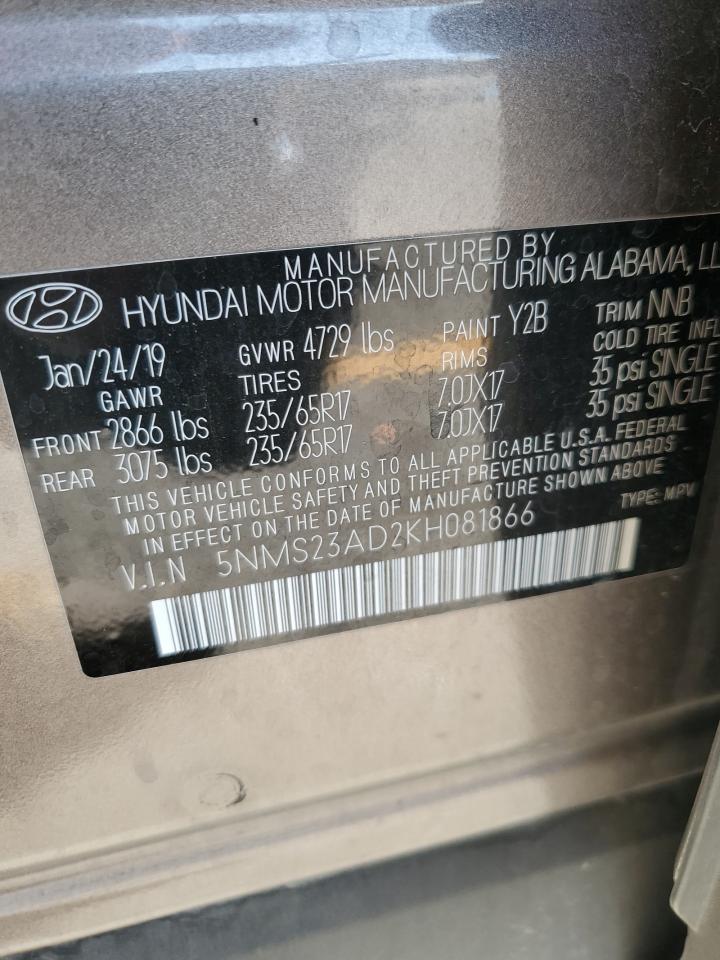 MANUFACTURED BY
HYUNDAI MOTOR MANUFACTURING ALABAMA,
Jan/24/19 GVWR 4729 lbs PAINT Y2B TRIM NNB
GAWR TIRES RIMS COLD TIRE
FRONT 2866 lbs 235/65R17 7.0JX17 35 psi SINGLE
REAR 3075 lbs 235/65R17 7.0JX17 35 psi SINGLE
THIS VEHICLE CONFORMS TO ALL APPLICABLE U.S.A. FEDERAL
MOTOR VEHICLE SAFETY AND THEFT PREVENTION STANDARDS
IN EFFECT ON THE DATE OF MANUFACTURE SHOWN ABOVE
V.I.N 5NMS23AD2KH081866 TYPE: MPV